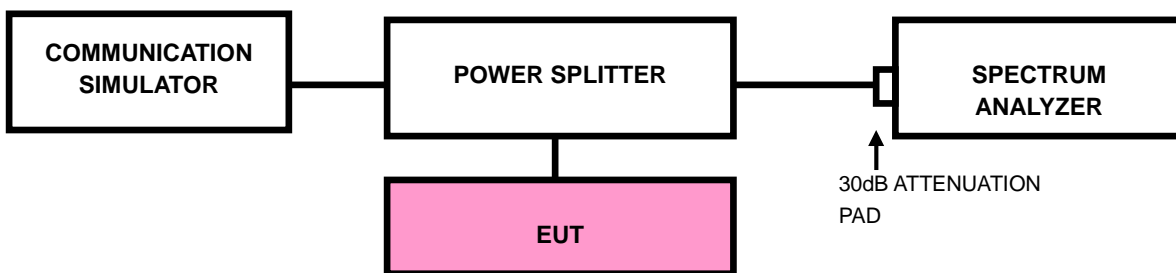 COMMUNICATION
SIMULATOR
POWER SPLITTER
SPECTRUM
ANALYZER
30dB ATTENUATION
PAD
EUT